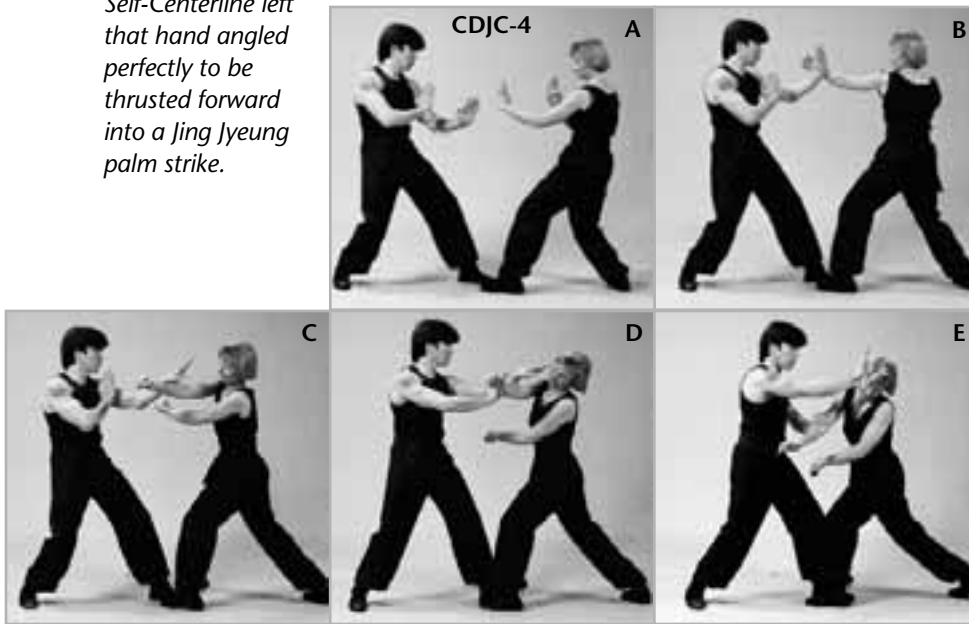 Self-Centerline left
that hand angled
perfectly to be
thrusted forward
into a Jing Jyeung
palm strike.
CDJC-4
A
B
C
D
E